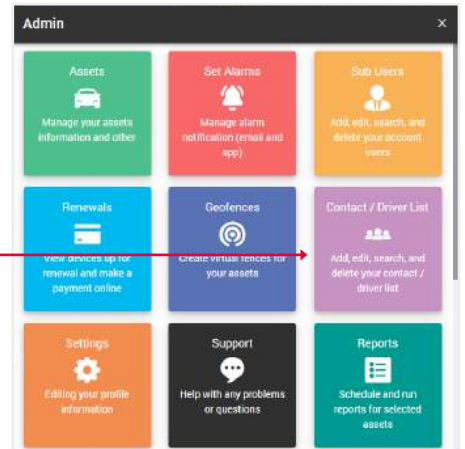 Admin
×
Assets
Manage your assets
information and other
Set Alarms
Manage alarm
notification (email and
app)
Sub Users
Add, edit, search, and
delete your account
users
Renewals
View devices up for
renewal and make a
payment online
Geofences
Create virtual fences for
your assets
Contact / Driver List
Add, edit, search, and
delete your contact /
driver list
Settings
Editing your profile
information
Support
Help with any problems
or questions
Reports
Schedule and run
reports for selected
assets